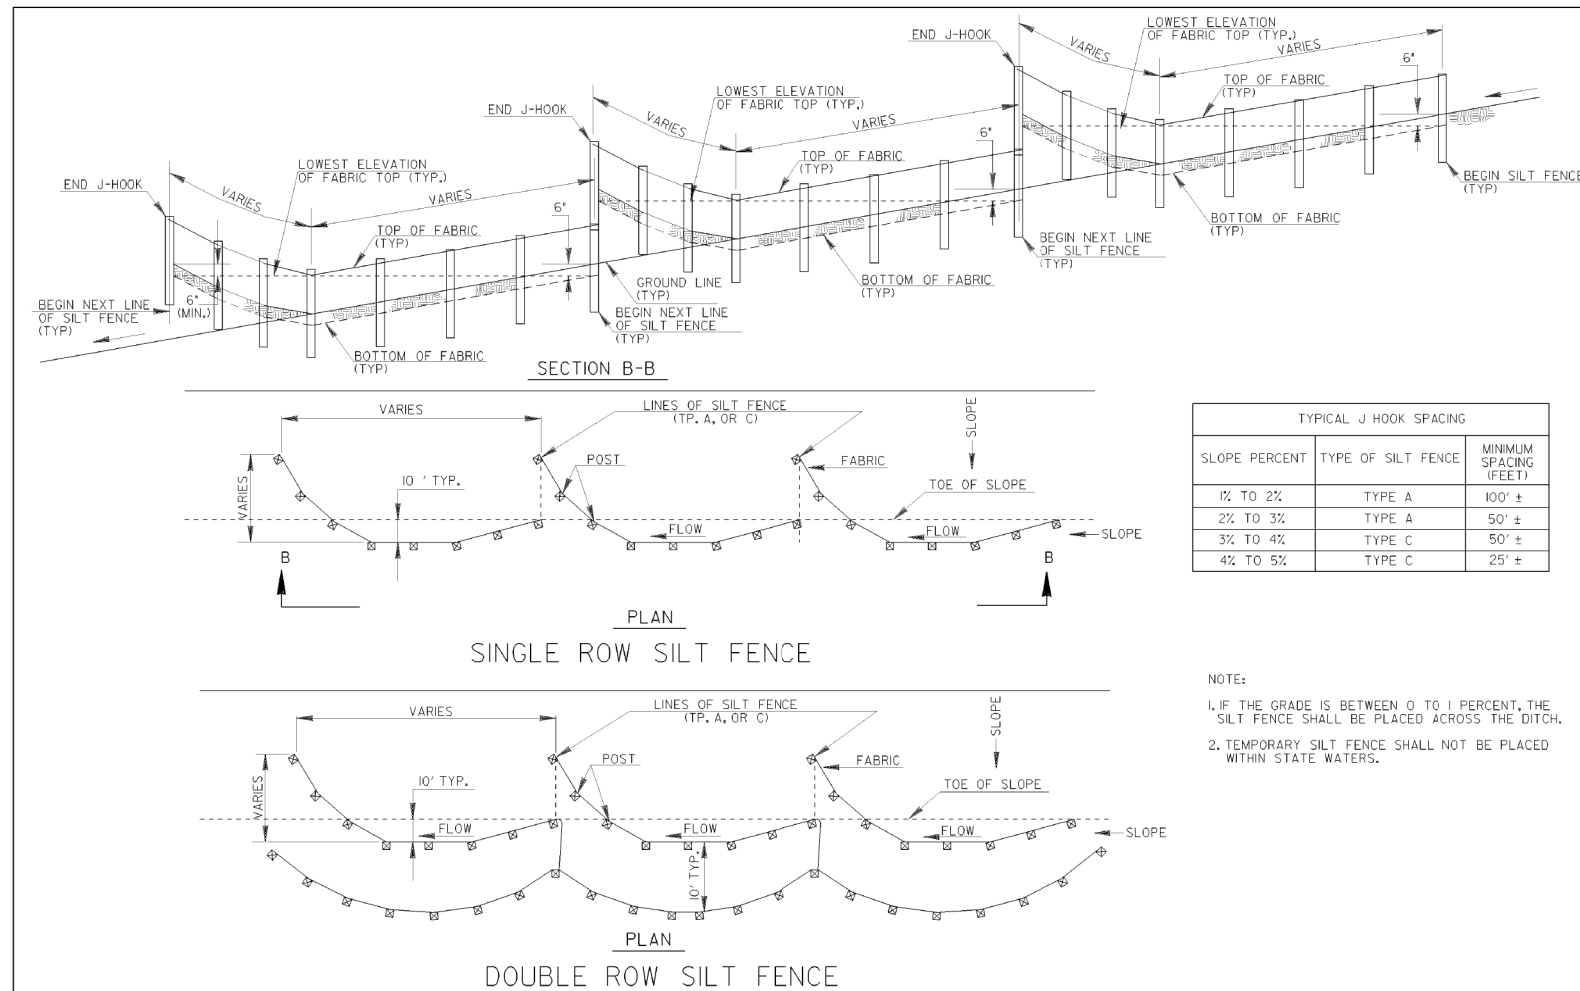 LOWEST ELEVATION
OF FABRIC TOP (TYP.)
END J-HOOK
VARIES
VARIES
6"
TOP OF FABRIC
(TYP)
BEGIN SILT FENCE
(TYP)
BOTTOM OF FABRIC
(TYP)
LOWEST ELEVATION
OF FABRIC TOP (TYP.)
END J-HOOK
VARIES
VARIES
6"
TOP OF FABRIC
(TYP)
BEGIN NEXT LINE
OF SILT FENCE
(TYP)
BOTTOM OF FABRIC
(TYP)
LOWEST ELEVATION
OF FABRIC TOP (TYP.)
END J-HOOK
VARIES
VARIES
6"
TOP OF FABRIC
(TYP)
GROUND LINE
(TYP)
BEGIN NEXT LINE
OF SILT FENCE
(TYP)
BEGIN NEXT LINE
OF SILT FENCE
(TYP)
6"
(MIN.)
BOTTOM OF FABRIC
(TYP)
SECTION B-B
VARIES
LINES OF SILT FENCE
(TP. A, OR C)
SLOPE
POST
FABRIC
10 ' TYP.
TOE OF SLOPE
VARIES
FLOW
FLOW
SLOPE
B
B
PLAN
SINGLE ROW SILT FENCE
TYPICAL J HOOK SPACING
SLOPE PERCENT TYPE OF SILT FENCE MINIMUM SPACING (FEET)
1% TO 2% TYPE A 100' ±
2% TO 3% TYPE A 50' ±
3% TO 4% TYPE C 50' ±
4% TO 5% TYPE C 25' ±
NOTE:
1. IF THE GRADE IS BETWEEN 0 TO 1 PERCENT, THE
SILT FENCE SHALL BE PLACED ACROSS THE DITCH.
2. TEMPORARY SILT FENCE SHALL NOT BE PLACED
WITHIN STATE WATERS.
VARIES
LINES OF SILT FENCE
(TP. A, OR C)
SLOPE
POST
FABRIC
10' TYP.
TOE OF SLOPE
VARIES
FLOW
FLOW
FLOW
SLOPE
10' TYP.
PLAN
DOUBLE ROW SILT FENCE